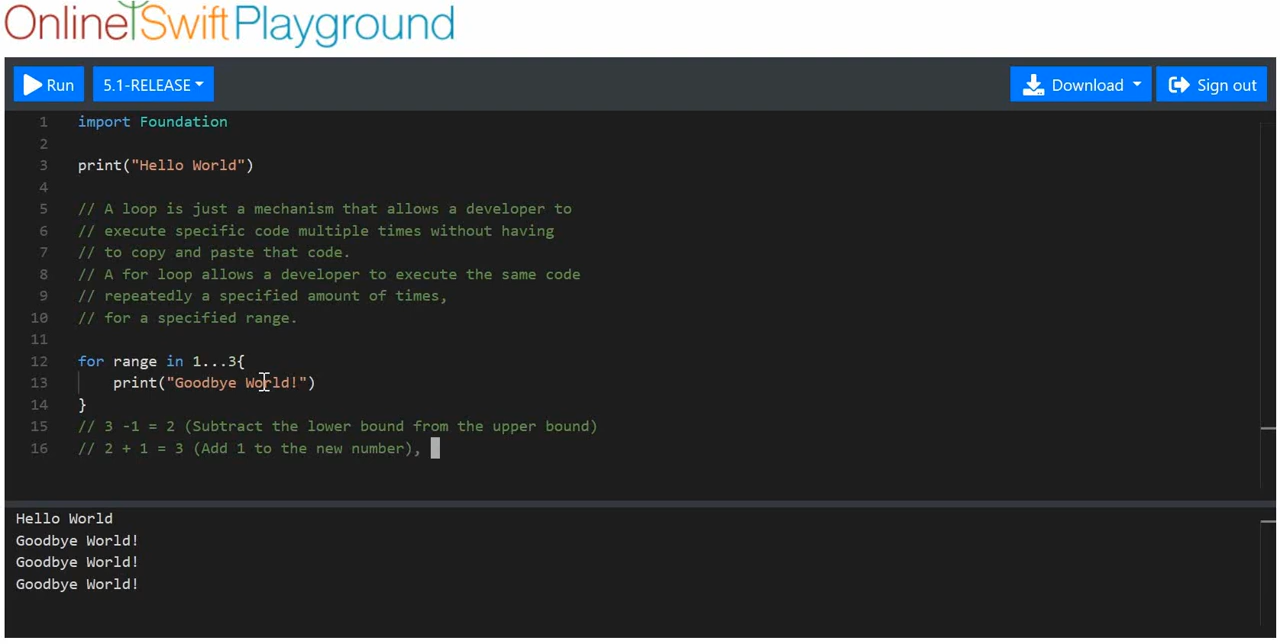 OnlineSwiftPlayground
Run 5.1-RELEASE Download Sign out
1 import Foundation
2
3 print("Hello World")
4
5 // A loop is just a mechanism that allows a developer to
6 // execute specific code multiple times without having
7 // to copy and paste that code.
8 // A for loop allows a developer to execute the same code
9 // repeatedly a specified amount of times,
10 // for a specified range.
11
12 for range in 1...3{
13 print("Goodbye World!")
14 }
15 // 3 -1 = 2 (Subtract the lower bound from the upper bound)
16 // 2 + 1 = 3 (Add 1 to the new number),
Hello World
Goodbye World!
Goodbye World!
Goodbye World!